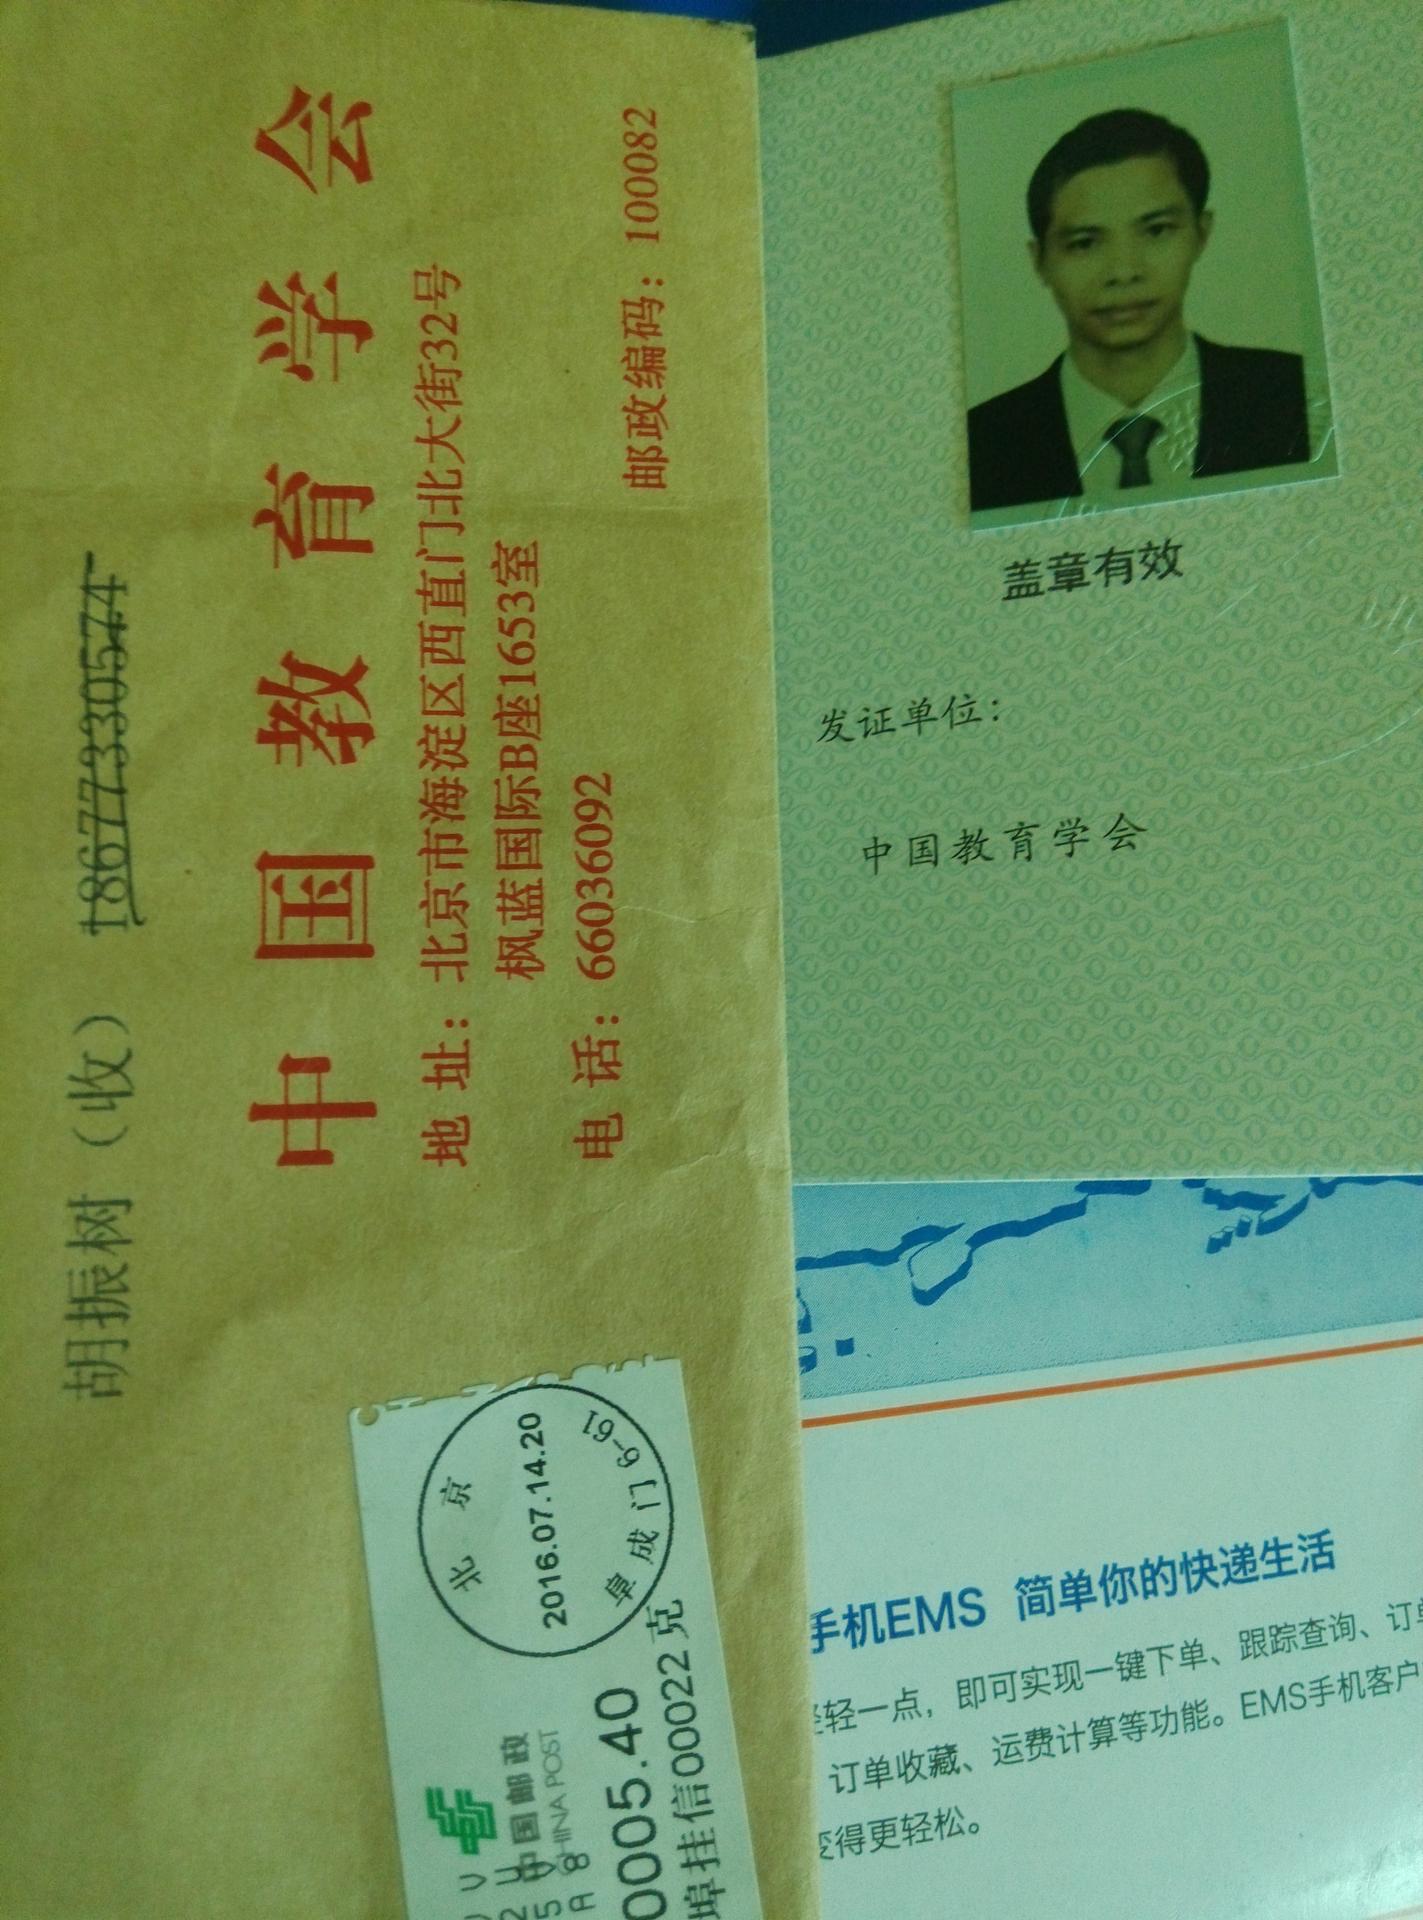 胡振树（收） 18677330574
中国教育学会
地 址：北京市海淀区西直门北大街32号
枫蓝国际B座1653室
电 话：66036092
邮政编码：100082
北京
2016.07.14.20
阜成门6-61
中国邮政
CHINA POST
0005.40
埠挂信00022克
盖章有效
发证单位：
中国教育学会
手机EMS 简单你的快递生活
轻一点，即可实现一键下单、跟踪查询、订单
订单收藏、运费计算等功能。EMS手机客户
变得更轻松。